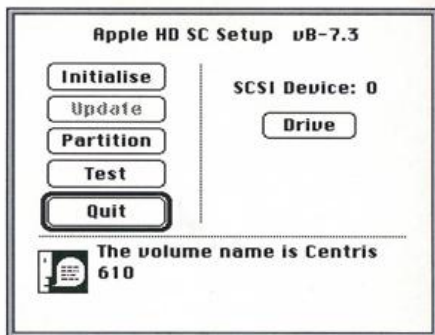 Apple HD SC Setup vB-7.3
Initialise
Update
Partition
Test
Quit
SCSI Device: 0
Drive
The volume name is Centris
610